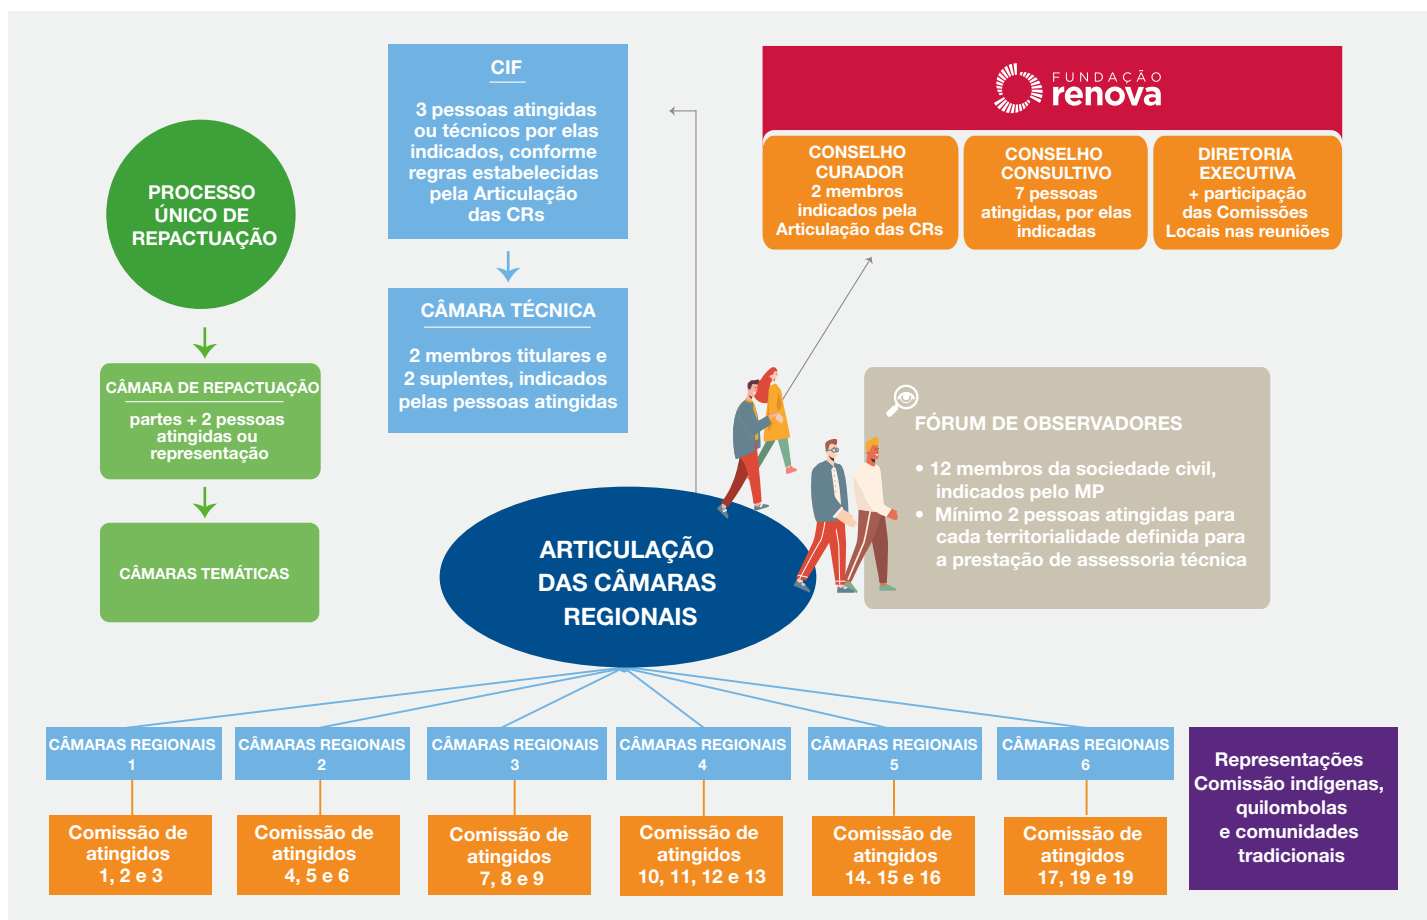 PROCESSO
ÚNICO DE
REPACTUAÇÃO
CÂMARA DE REPACTUAÇÃO
partes + 2 pessoas
atingidas ou
representação
CÂMARAS TEMÁTICAS
CIF
3 pessoas atingidas
ou técnicos por elas
indicados, conforme
regras estabelecidas
pela Articulação
das CRs
CÂMARA TÉCNICA
2 membros titulares e
2 suplentes, indicados
pelas pessoas atingidas
FUNDAÇÃO
renova
CONSELHO
CURADOR
2 membros
indicados pela
Articulação das CRs
CONSELHO
CONSULTIVO
7 pessoas
atingidas, por elas
indicadas
DIRETORIA
EXECUTIVA
+ participação
das Comissões
Locais nas reuniões
FÓRUM DE OBSERVADORES
• 12 membros da sociedade civil,
indicados pelo MP
• Mínimo 2 pessoas atingidas para
cada territorialidade definida para
a prestação de assessoria técnica
ARTICULAÇÃO
DAS CÂMARAS
REGIONAIS
CÂMARAS REGIONAIS
1
Comissão de
atingidos
1, 2 e 3
CÂMARAS REGIONAIS
2
Comissão de
atingidos
4, 5 e 6
CÂMARAS REGIONAIS
3
Comissão de
atingidos
7, 8 e 9
CÂMARAS REGIONAIS
4
Comissão de
atingidos
10, 11, 12 e 13
CÂMARAS REGIONAIS
5
Comissão de
atingidos
14. 15 e 16
CÂMARAS REGIONAIS
6
Comissão de
atingidos
17, 19 e 19
Representações
Comissão indígenas,
quilombolas
e comunidades
tradicionais